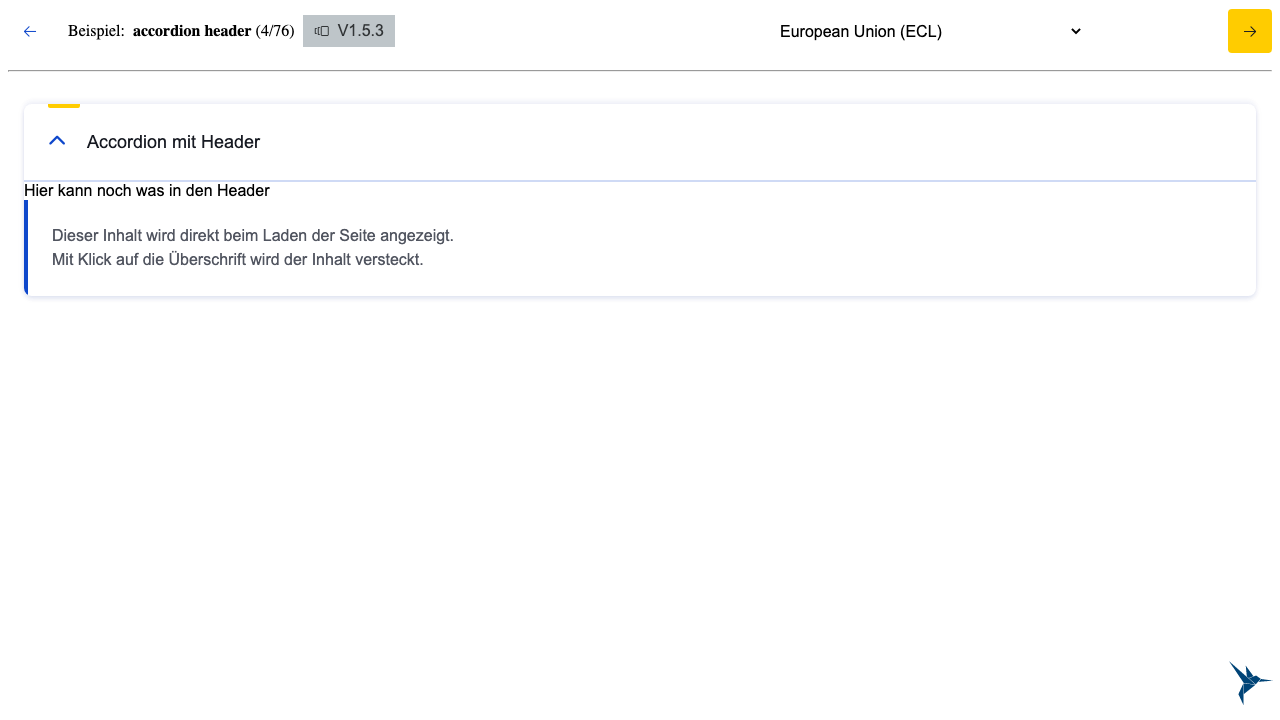 Beispiel: accordion header (4/76) V1.5.3 European Union (ECL)
Accordion mit Header
Hier kann noch was in den Header
Dieser Inhalt wird direkt beim Laden der Seite angezeigt.
Mit Klick auf die Überschrift wird der Inhalt versteckt.